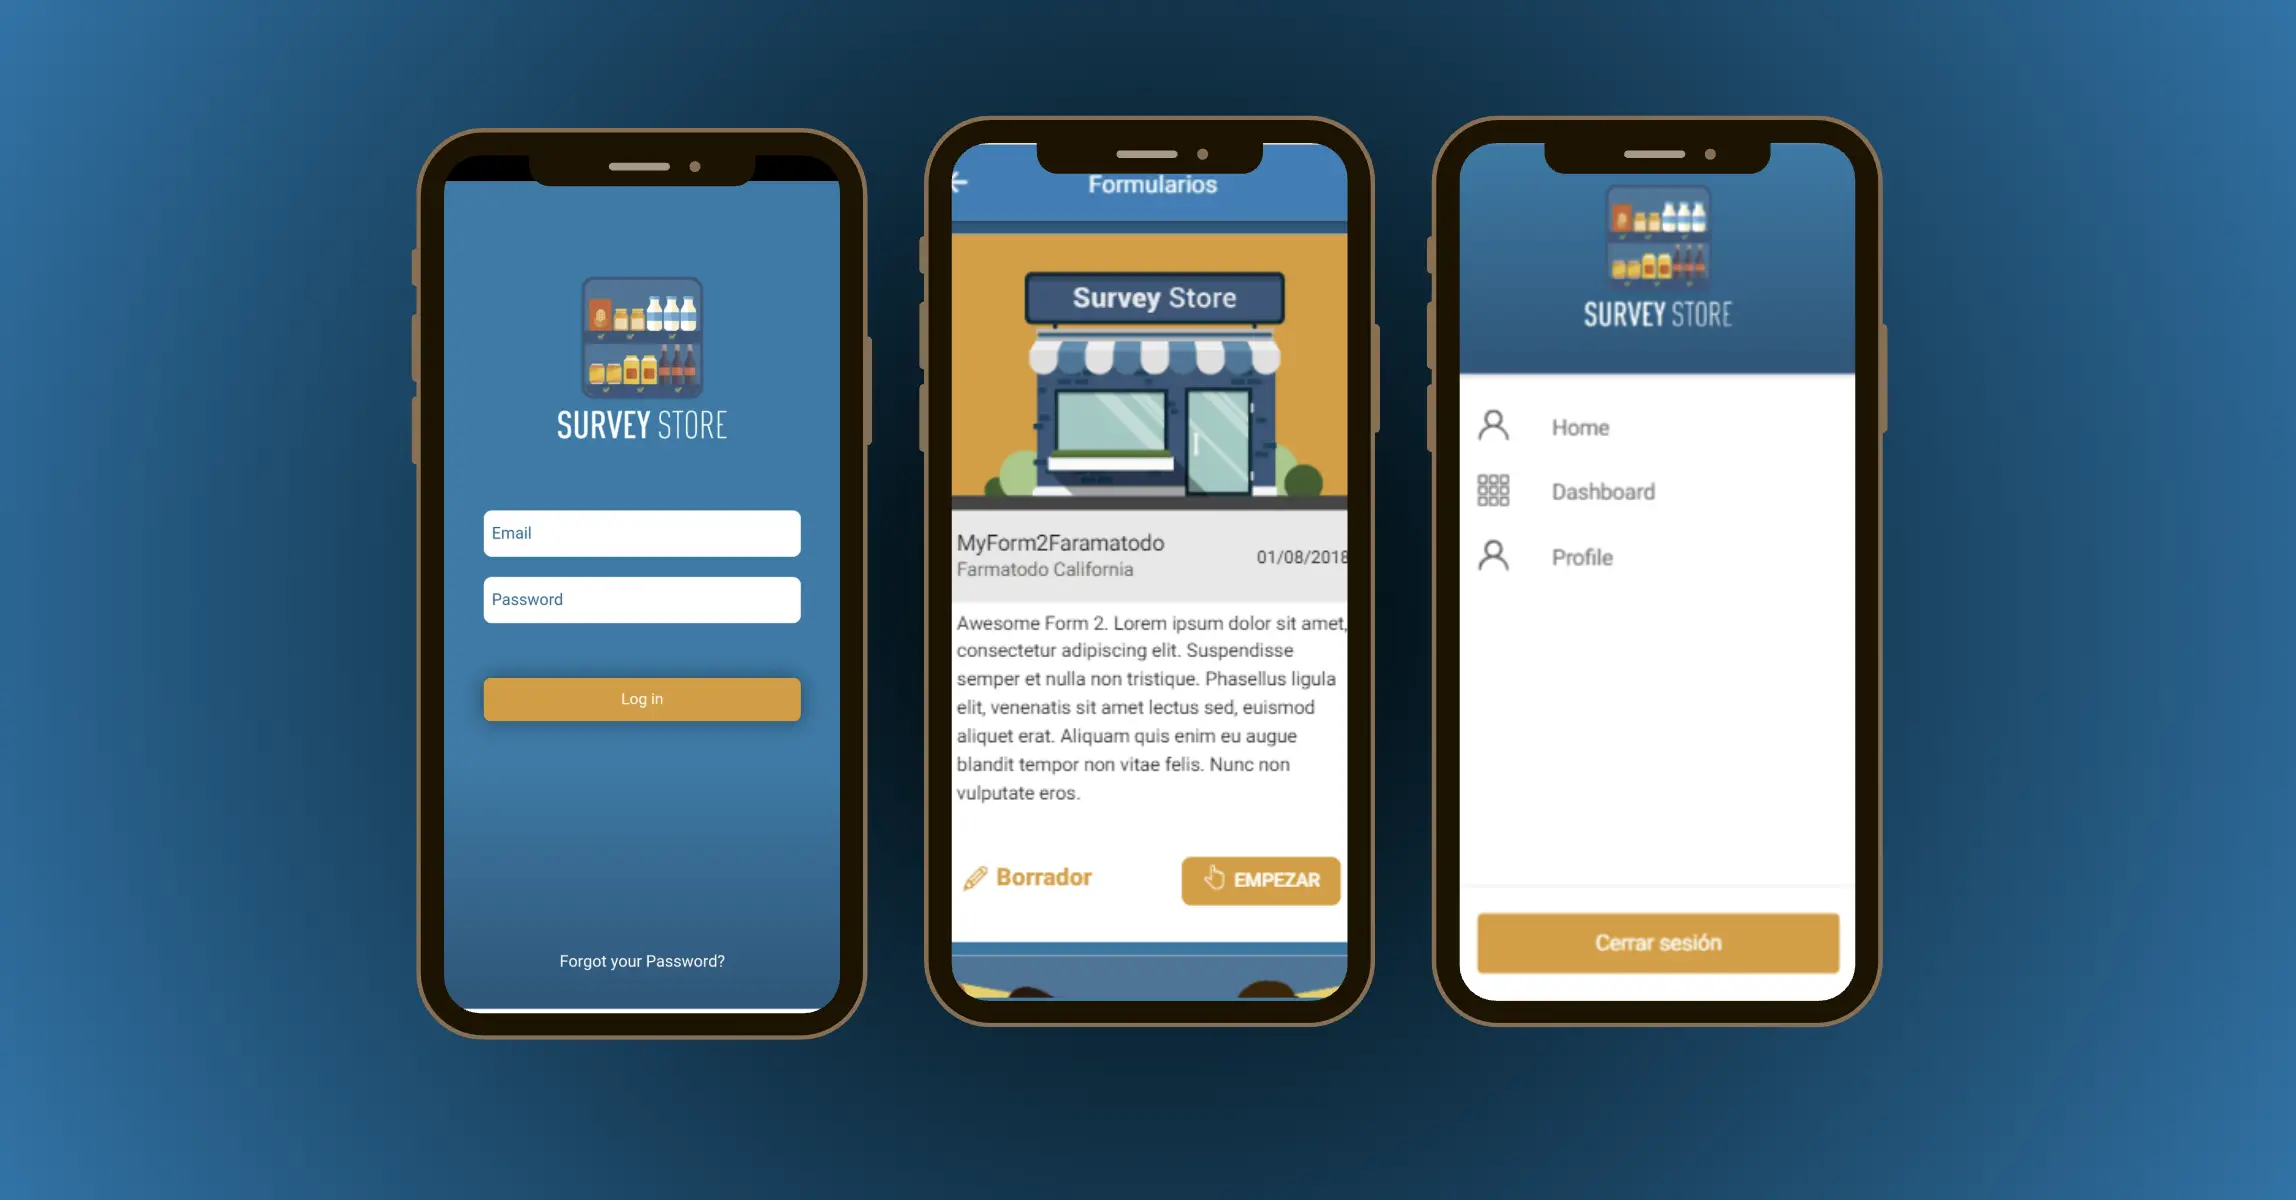 SURVEY STORE
Email
Password
Log in
Forgot your Password?
Formularios
Survey Store
MyForm2Faramatodo
Farmatodo California
01/08/2018
Awesome Form 2. Lorem ipsum dolor sit amet,
consectetur adipiscing elit. Suspendisse
semper et nulla non tristique. Phasellus ligula
elit, venenatis sit amet lectus sed, euismod
aliquet erat. Aliquam quis enim eu augue
blandit tempor non vitae felis. Nunc non
vulputate eros.
Borrador
EMPEZAR
SURVEY STORE
Home
Dashboard
Profile
Cerrar sesión